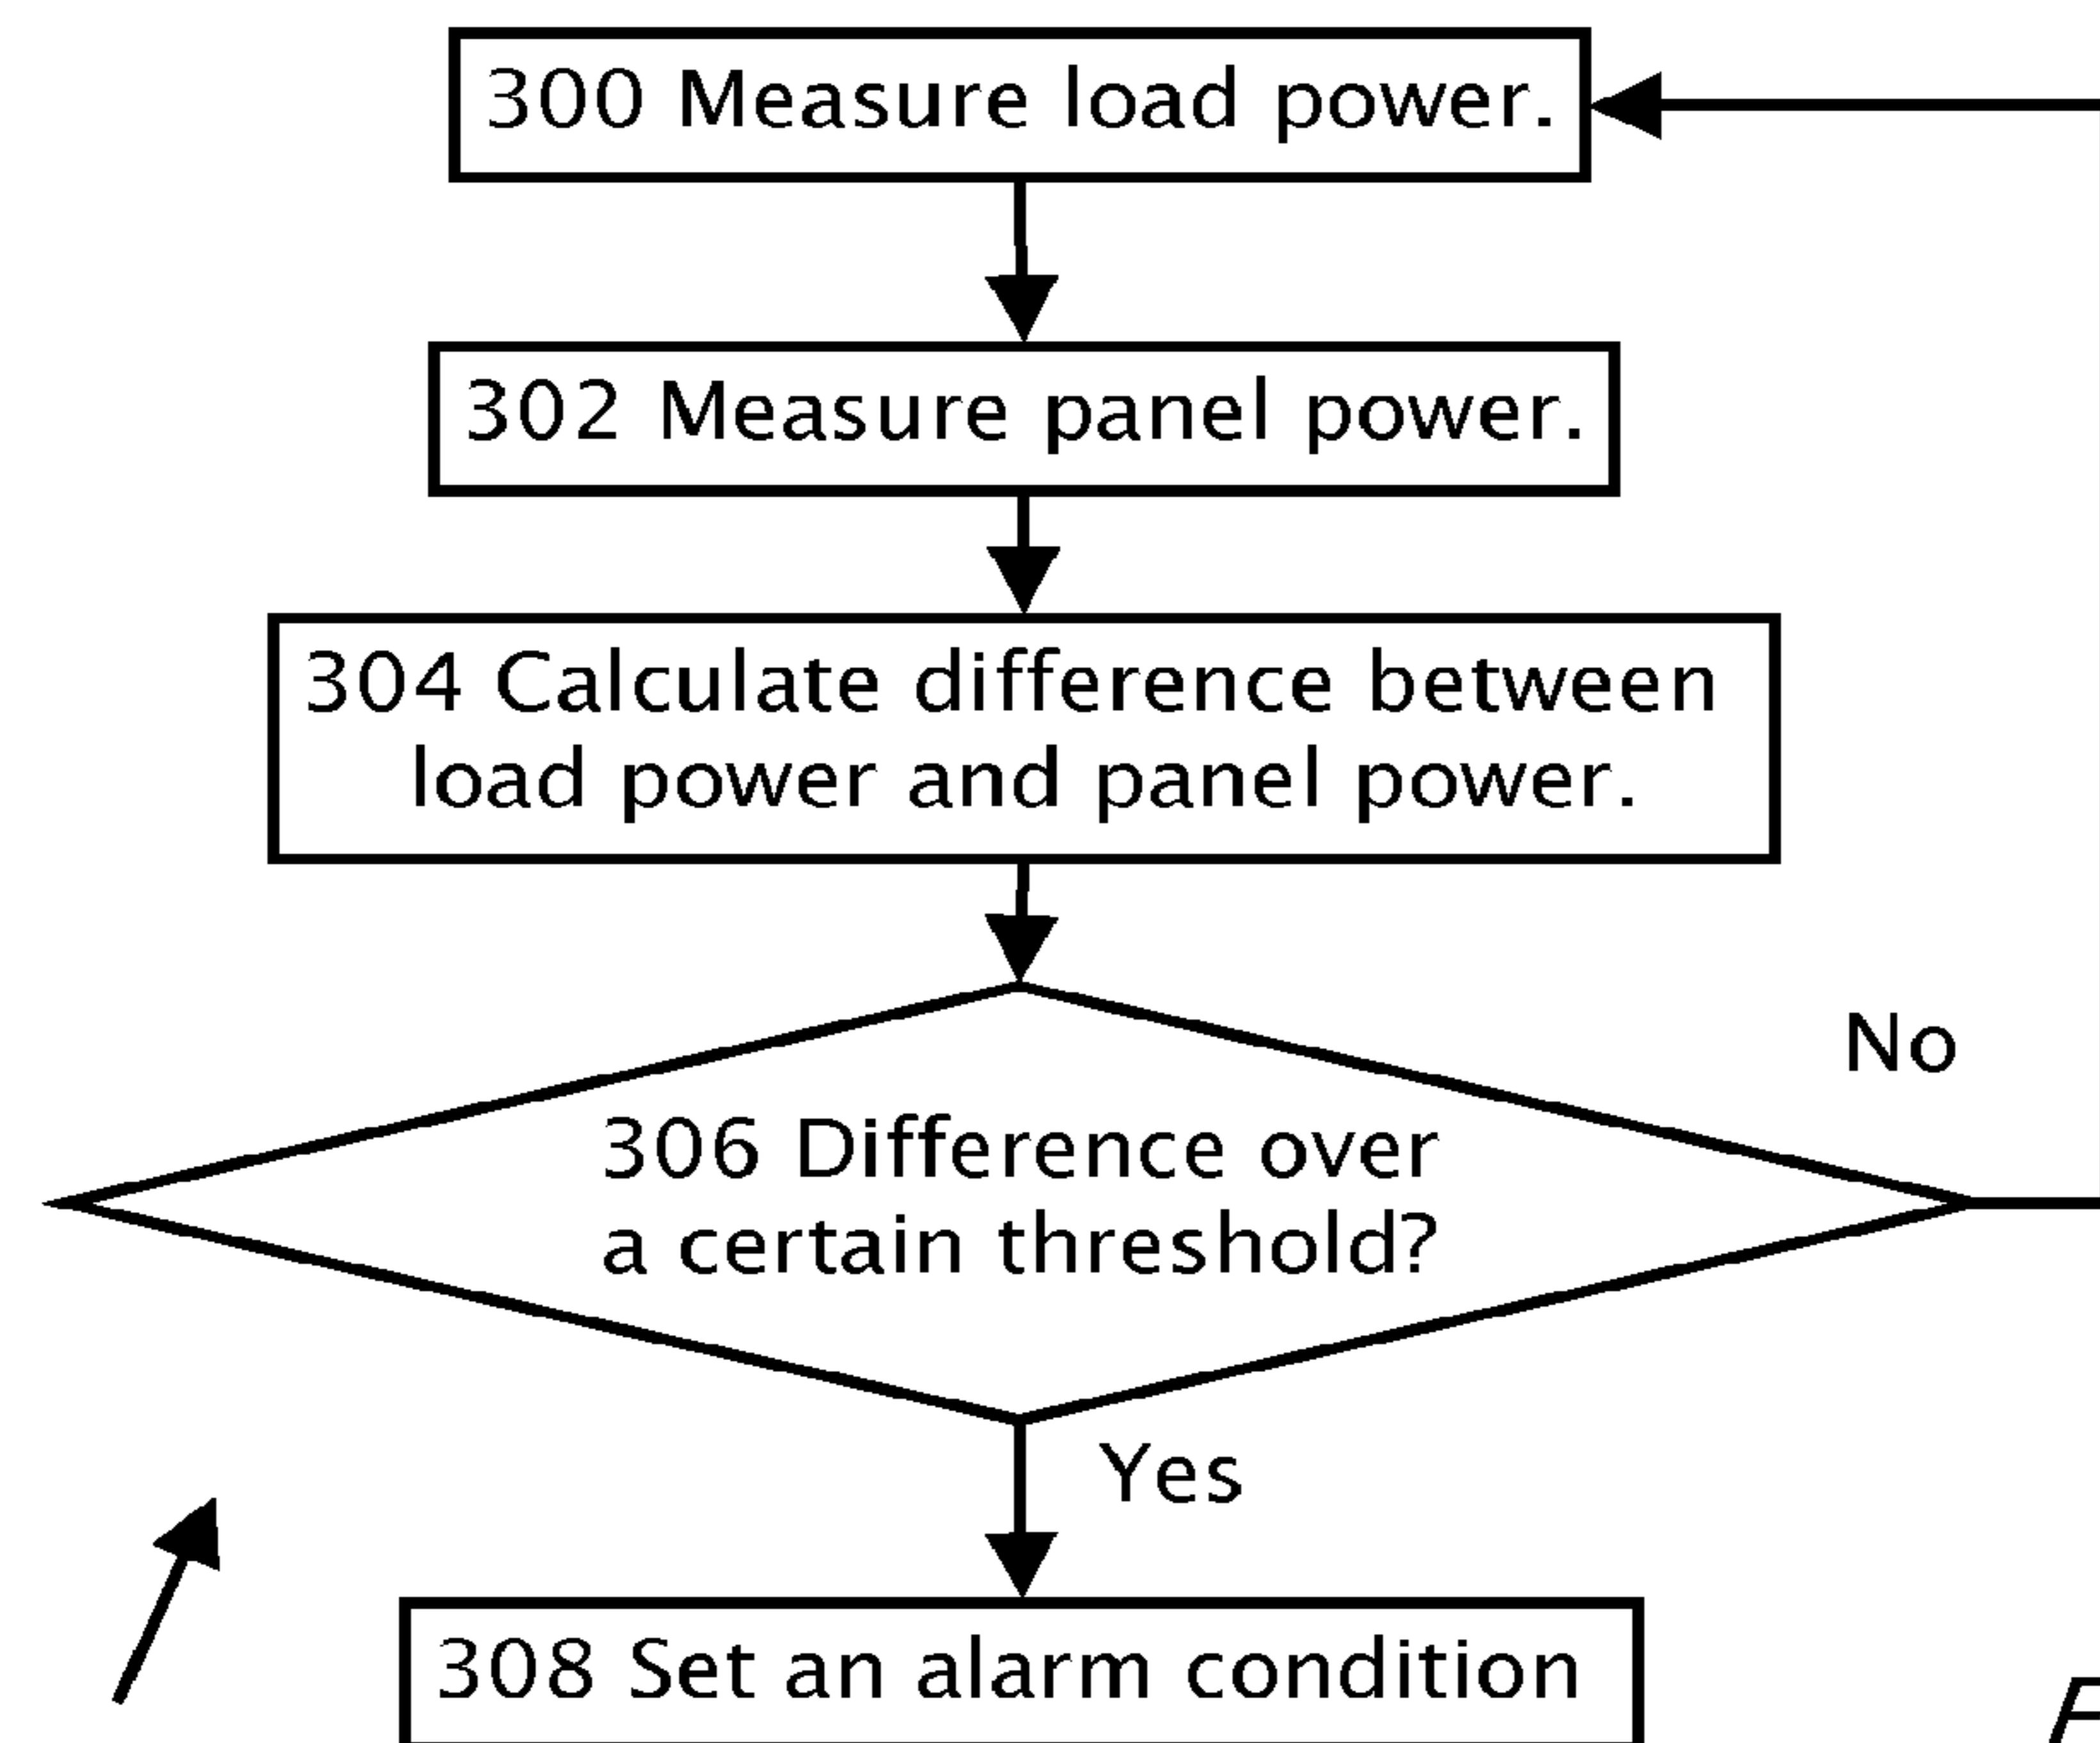 300 Measure load power.
302 Measure panel power.
304 Calculate difference between
load power and panel power.
No
306 Difference over
a certain threshold?
Yes
308 Set an alarm condition